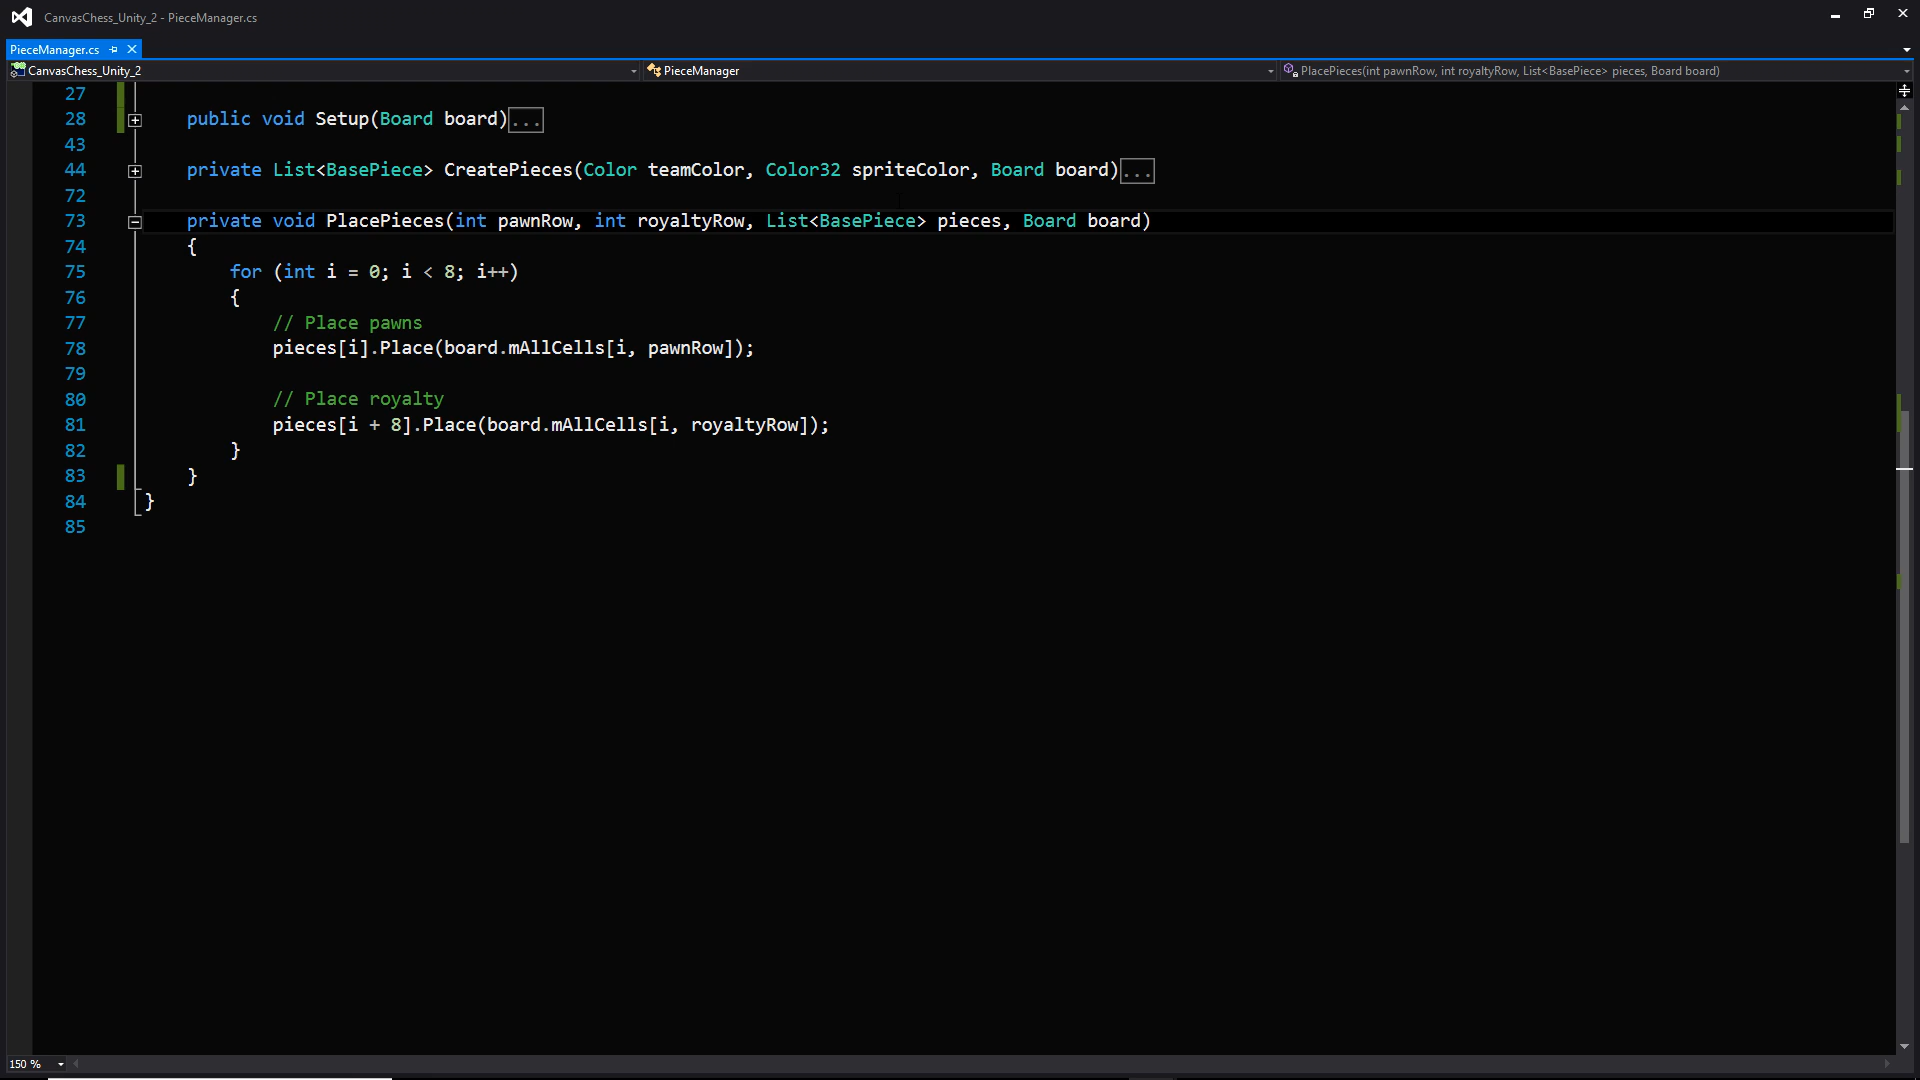 CanvasChess_Unity_2 - PieceManager.cs
PieceManager.cs
CanvasChess_Unity_2 PieceManager PlacePieces(int pawnRow, int royaltyRow, List<BasePiece> pieces, Board board)
27
28 public void Setup(Board board)...
43
44 private List<BasePiece> CreatePieces(Color teamColor, Color32 spriteColor, Board board)...
72
73 private void PlacePieces(int pawnRow, int royaltyRow, List<BasePiece> pieces, Board board)
74 {
75 for (int i = 0; i < 8; i++)
76 {
77 // Place pawns
78 pieces[i].Place(board.mAllCells[i, pawnRow]);
79
80 // Place royalty
81 pieces[i + 8].Place(board.mAllCells[i, royaltyRow]);
82 }
83 }
84 }
85
150 %